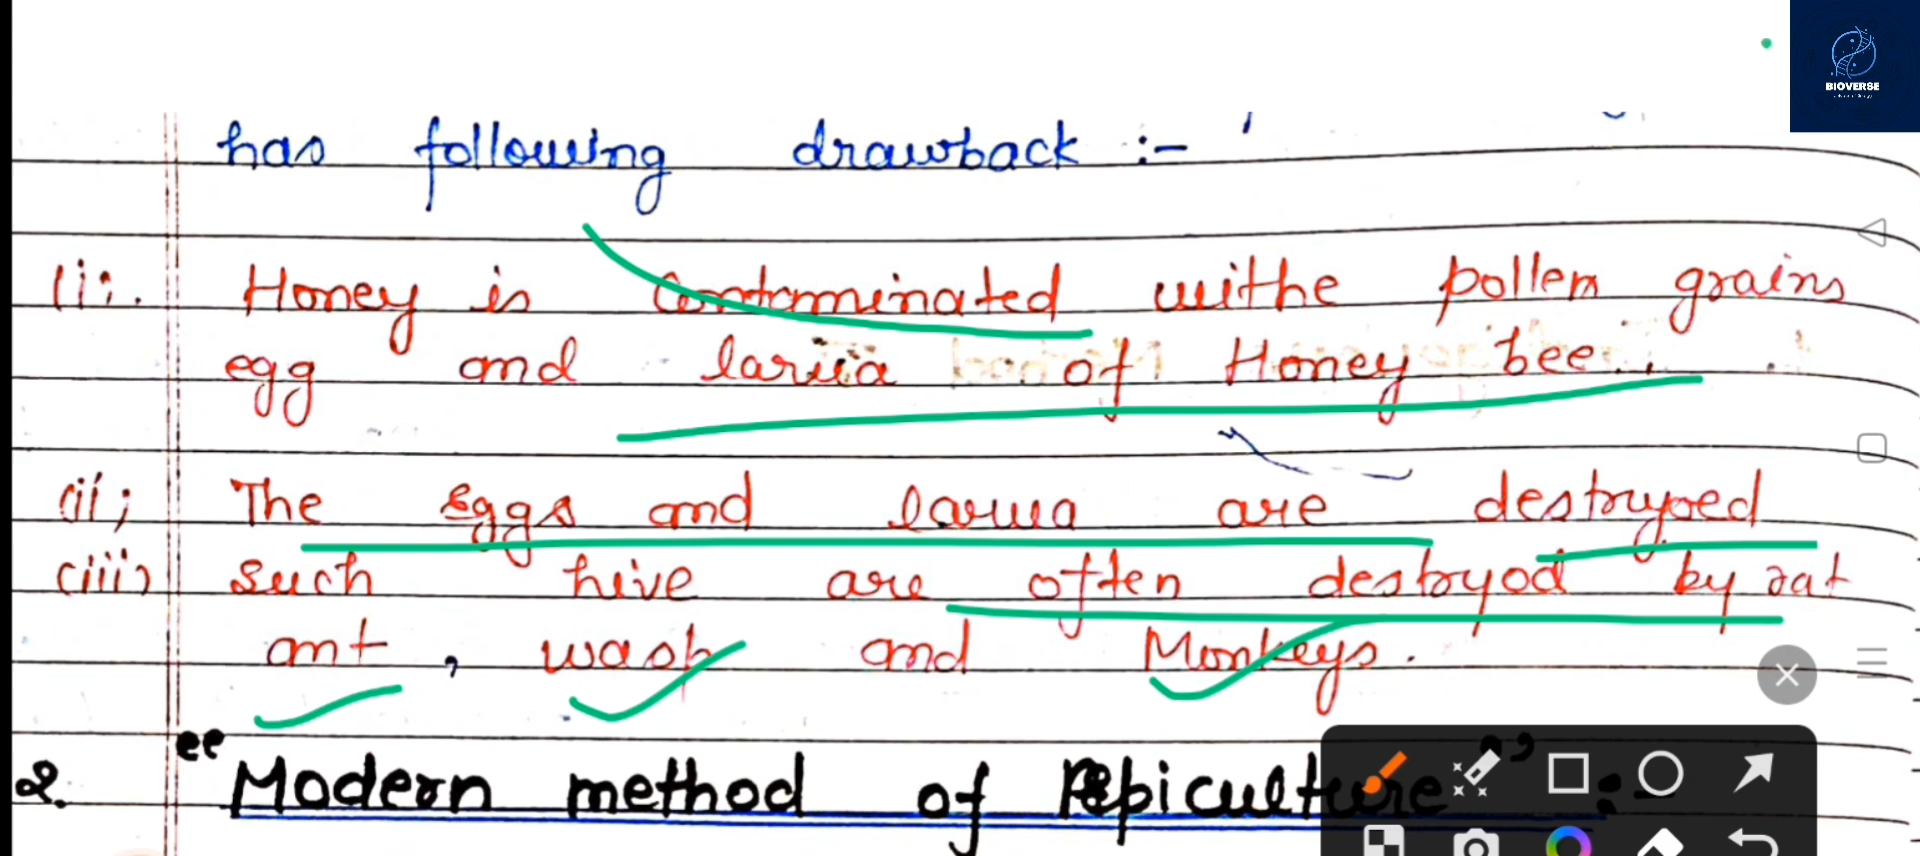 BIOVERSE
has following drawback :-
(i). Honey is Contaminated withe pollen grains
egg and larva of Honey bee..
(ii; The eggs and larva are destryoed
(iii) such hive are often destryod by rat
ant, wasp and Monkeys.
2. "Modern method of Apiculture" :-